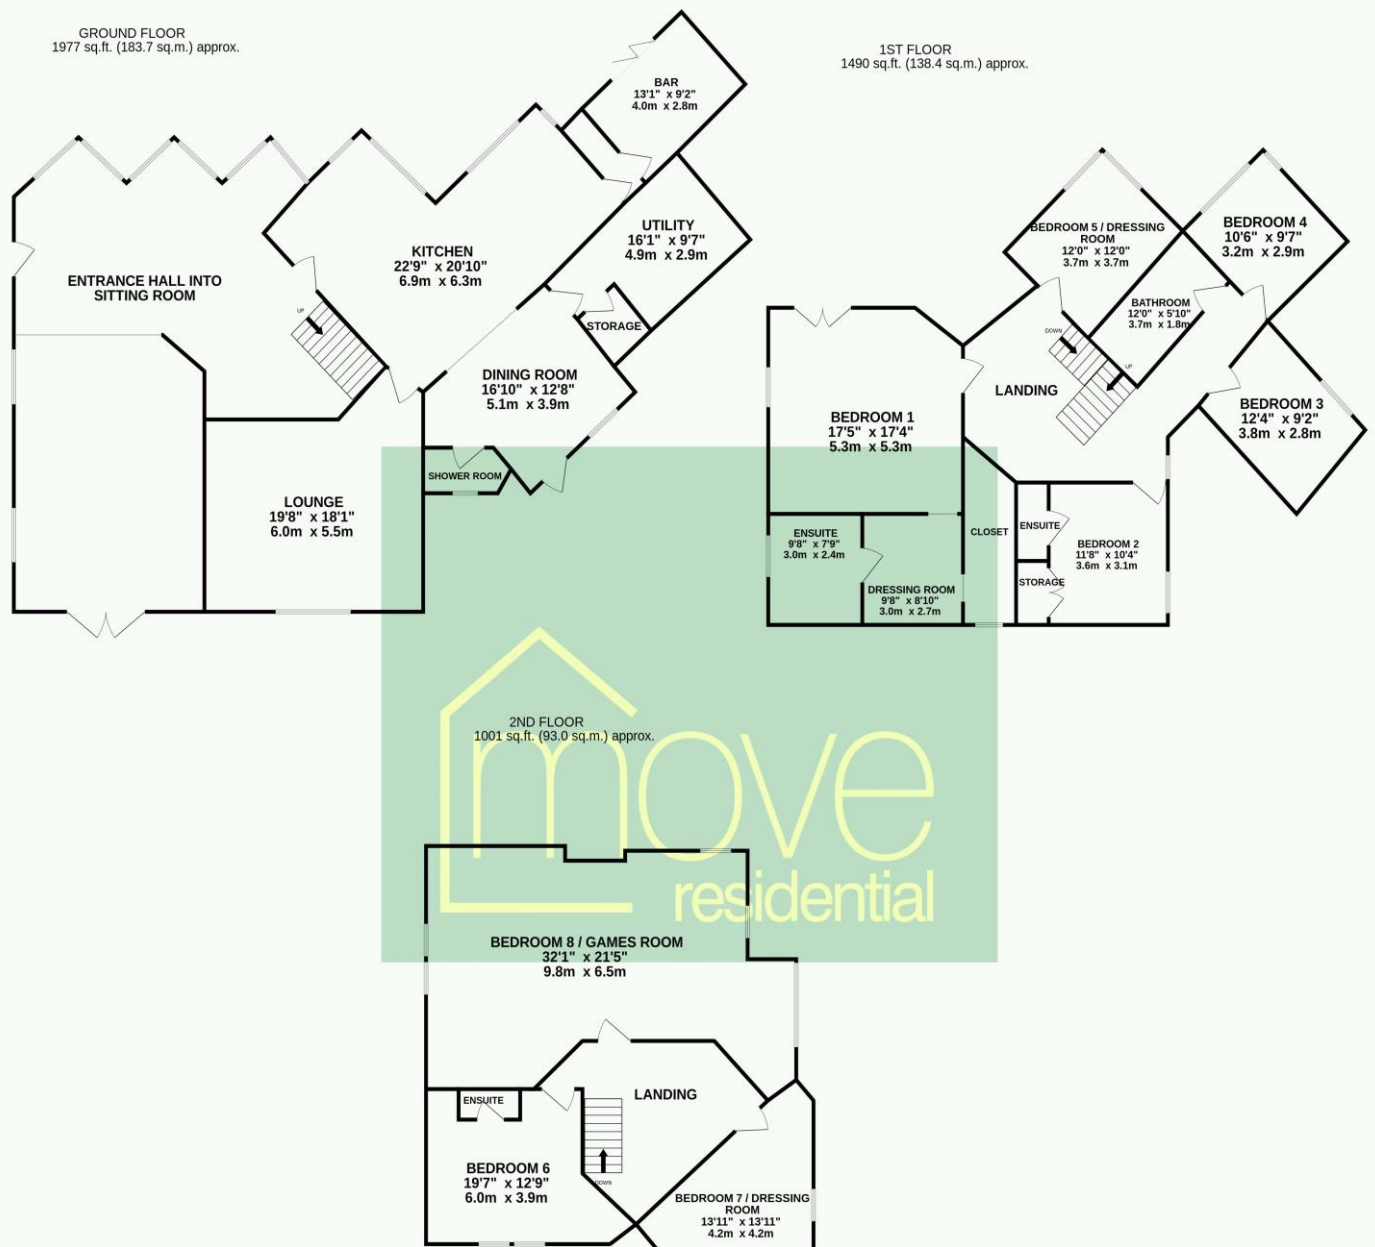 GROUND FLOOR
1977 sq.ft. (183.7 sq.m.) approx.
BAR
13'1" x 9'2"
4.0m x 2.8m
UTILITY
16'1" x 9'7"
4.9m x 2.9m
KITCHEN
22'9" x 20'10"
6.9m x 6.3m
ENTRANCE HALL INTO
SITTING ROOM
UP
STORAGE
DINING ROOM
16'10" x 12'8"
5.1m x 3.9m
SHOWER ROOM
LOUNGE
19'8" x 18'1"
6.0m x 5.5m
1ST FLOOR
1490 sq.ft. (138.4 sq.m.) approx.
BEDROOM 5 / DRESSING
ROOM
12'0" x 12'0"
3.7m x 3.7m
BEDROOM 4
10'6" x 9'7"
3.2m x 2.9m
BATHROOM
12'0" x 5'10"
3.7m x 1.8m
DOWN
UP
LANDING
BEDROOM 3
12'4" x 9'2"
3.8m x 2.8m
BEDROOM 1
17'5" x 17'4"
5.3m x 5.3m
ENSUITE
9'8" x 7'9"
3.0m x 2.4m
DRESSING ROOM
9'8" x 8'10"
3.0m x 2.7m
CLOSET
ENSUITE
STORAGE
BEDROOM 2
11'8" x 10'4"
3.6m x 3.1m
2ND FLOOR
1001 sq.ft. (93.0 sq.m.) approx.
move
residential
BEDROOM 8 / GAMES ROOM
32'1" x 21'5"
9.8m x 6.5m
LANDING
ENSUITE
DOWN
BEDROOM 6
19'7" x 12'9"
6.0m x 3.9m
BEDROOM 7 / DRESSING
ROOM
13'11" x 13'11"
4.2m x 4.2m